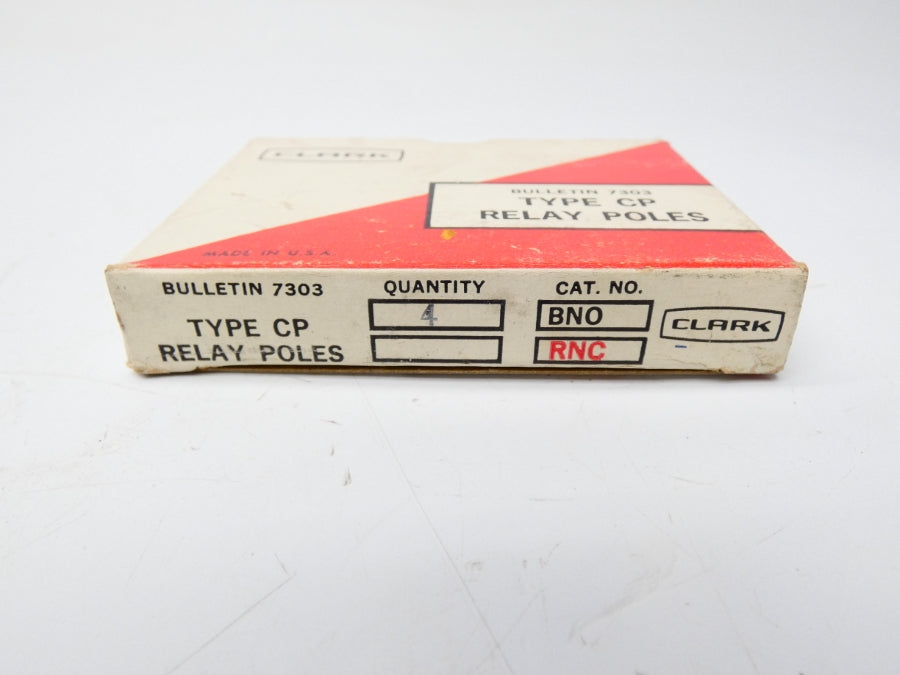 CLARK
BULLETIN 7303
TYPE CP
RELAY POLES
MADE IN U.S.A.
BULLETIN 7303
TYPE CP
RELAY POLES
QUANTITY
4
CAT. NO.
BNO
RNC
CLARK